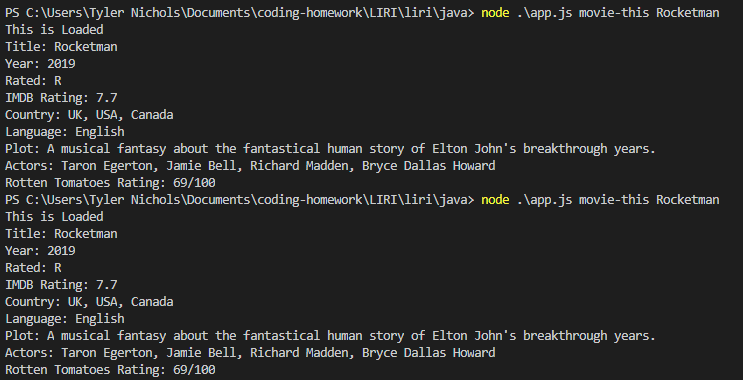 PS C:\Users\Tyler Nichols\Documents\coding-homework\LIRI\liri\java> node .\app.js movie-this Rocketman
This is Loaded
Title: Rocketman
Year: 2019
Rated: R
IMDB Rating: 7.7
Country: UK, USA, Canada
Language: English
Plot: A musical fantasy about the fantastical human story of Elton John's breakthrough years.
Actors: Taron Egerton, Jamie Bell, Richard Madden, Bryce Dallas Howard
Rotten Tomatoes Rating: 69/100
PS C:\Users\Tyler Nichols\Documents\coding-homework\LIRI\liri\java> node .\app.js movie-this Rocketman
This is Loaded
Title: Rocketman
Year: 2019
Rated: R
IMDB Rating: 7.7
Country: UK, USA, Canada
Language: English
Plot: A musical fantasy about the fantastical human story of Elton John's breakthrough years.
Actors: Taron Egerton, Jamie Bell, Richard Madden, Bryce Dallas Howard
Rotten Tomatoes Rating: 69/100